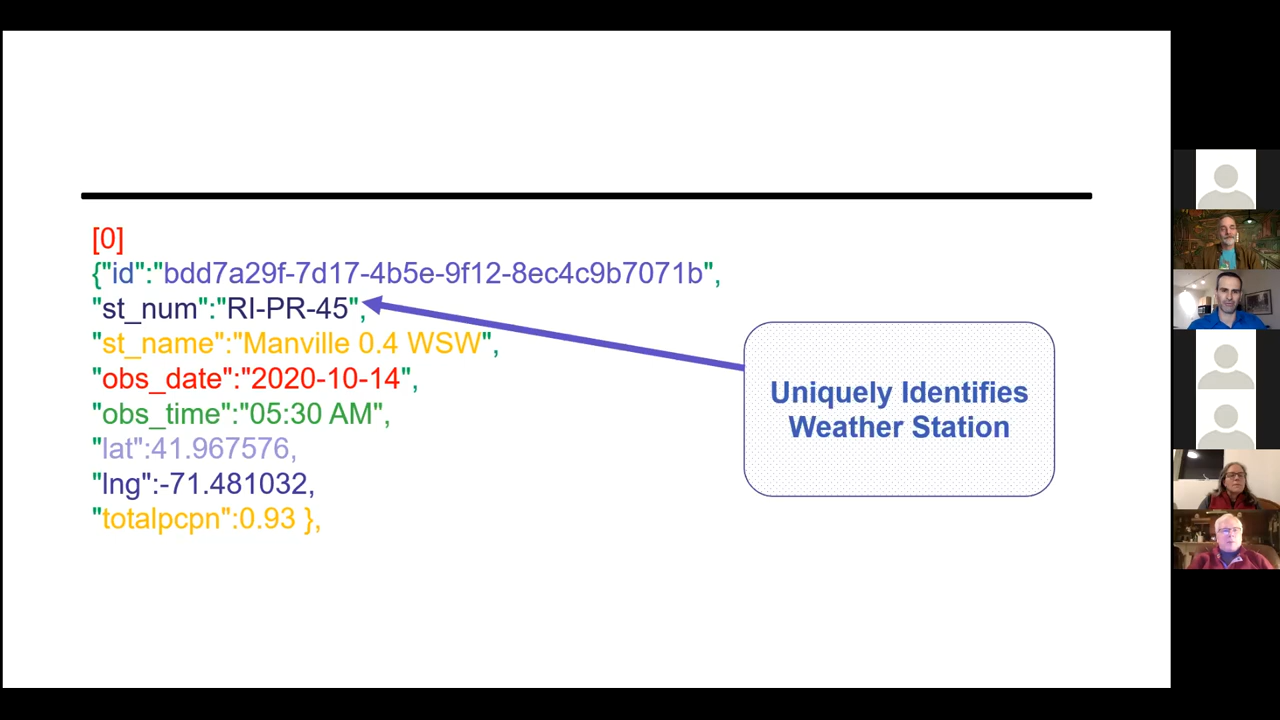 [0]
{"id":"bdd7a29f-7d17-4b5e-9f12-8ec4c9b7071b",
"st_num":"RI-PR-45",
"st_name":"Manville 0.4 WSW",
"obs_date":"2020-10-14",
"obs_time":"05:30 AM",
"lat":41.967576,
"lng":-71.481032,
"totalpcpn":0.93 },
Uniquely Identifies
Weather Station